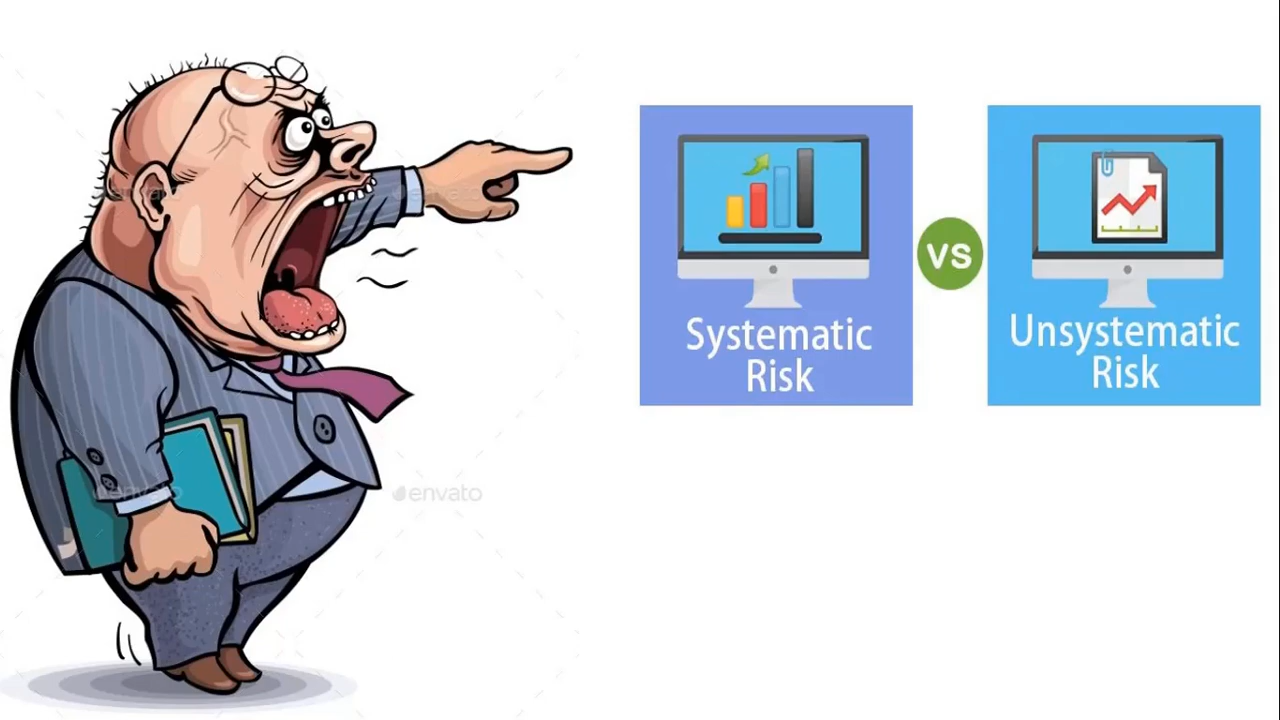 Systematic
Risk
vs
Unsystematic
Risk
envato